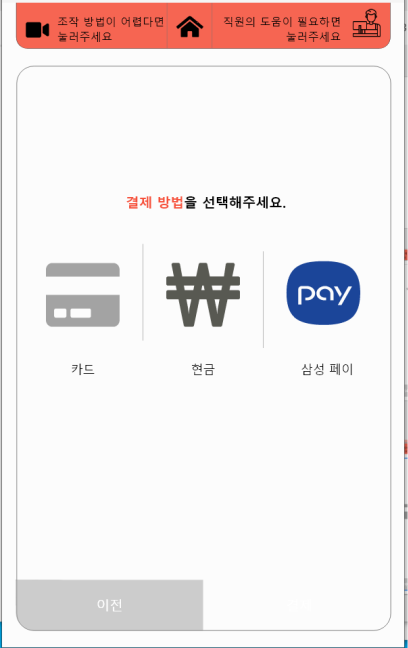 조작 방법이 어렵다면
눌러주세요
직원의 도움이 필요하면
눌러주세요
결제 방법을 선택해주세요.
pay
카드
현금
삼성 페이
이전